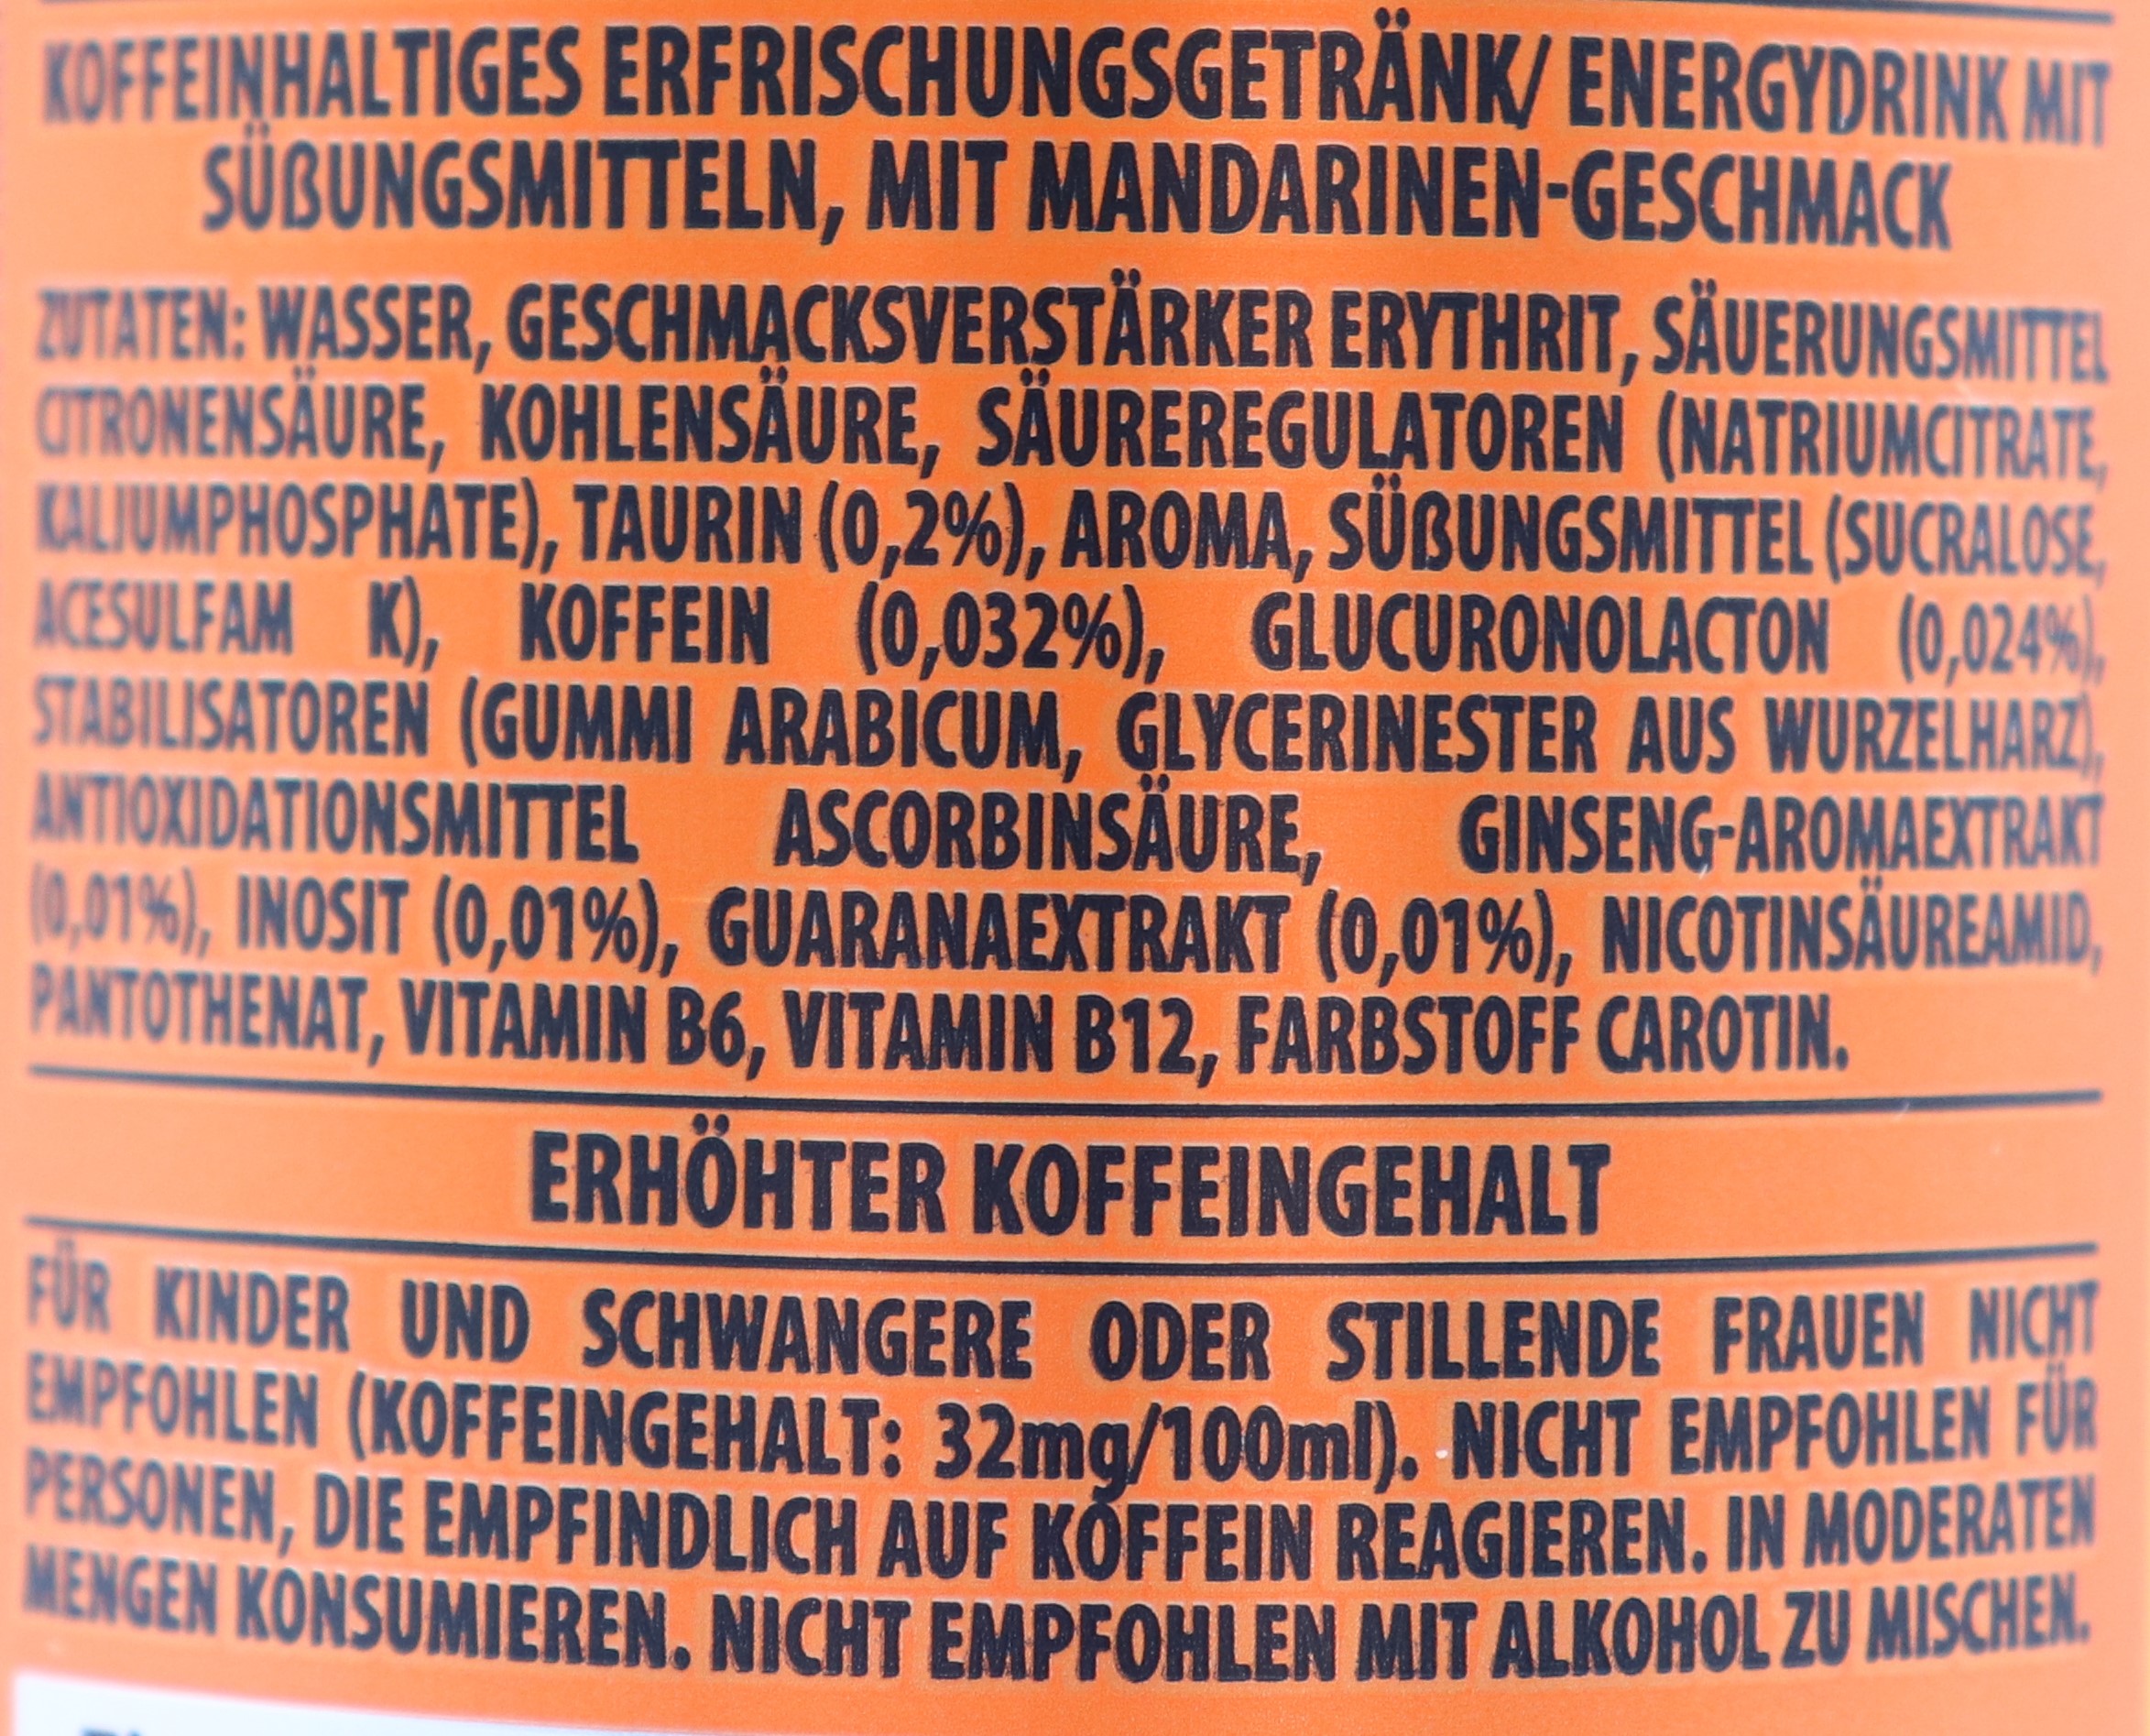 KOFFEINHALTIGES ERFRISCHUNGSGETRÄNK/ ENERGYDRINK MIT
SÜßUNGSMITTELN, MIT MANDARINEN-GESCHMACK
ZUTATEN: WASSER, GESCHMACKSVERSTÄRKER ERYTHRIT, SÄUERUNGSMITTEL
CITRONENSÄURE, KOHLENSÄURE, SÄUREREGULATOREN (NATRIUMCITRATE,
KALIUMPHOSPHATE), TAURIN (0,2%), AROMA, SÜßUNGSMITTEL (SUCRALOSE,
ACESULFAM K), KOFFEIN (0,032%), GLUCURONOLACTON (0,024%),
STABILISATOREN (GUMMI ARABICUM, GLYCERINESTER AUS WURZELHARZ),
ANTIOXIDATIONSMITTEL ASCORBINSÄURE, GINSENG-AROMAEXTRAKT
(0,01%), INOSIT (0,01%), GUARANAEXTRAKT (0,01%), NICOTINSÄUREAMID,
PANTOTHENAT, VITAMIN B6, VITAMIN B12, FARBSTOFF CAROTIN.
ERHÖHTER KOFFEINGEHALT
FÜR KINDER UND SCHWANGERE ODER STILLENDE FRAUEN NICHT
EMPFOHLEN (KOFFEINGEHALT: 32mg/100ml). NICHT EMPFOHLEN FÜR
PERSONEN, DIE EMPFINDLICH AUF KOFFEIN REAGIEREN. IN MODERATEN
MENGEN KONSUMIEREN. NICHT EMPFOHLEN MIT ALKOHOL ZU MISCHEN.